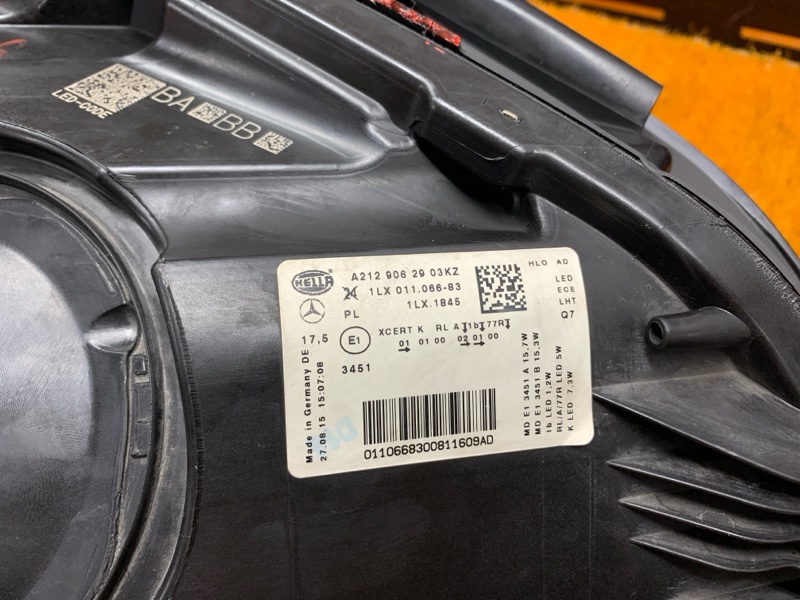 LED-CODE
BA BB
HELLA
A212 906 29 03KZ
1LX 011.066-83
1LX.1845
PL
HLO AD
LED
ECE
LHT
Q7
17,5
E1
3451
XCERT K RL A 1b 77R
01 01 00 02 01 00
Made in Germany DE
27.08.15 15:07:08
MD E1 3451 A 15,7W
MD E1 3451 B 15,3W
1b LED 1,2W
RL/A/77R LED 5W
K LED 7,3W
0110668300811609AD